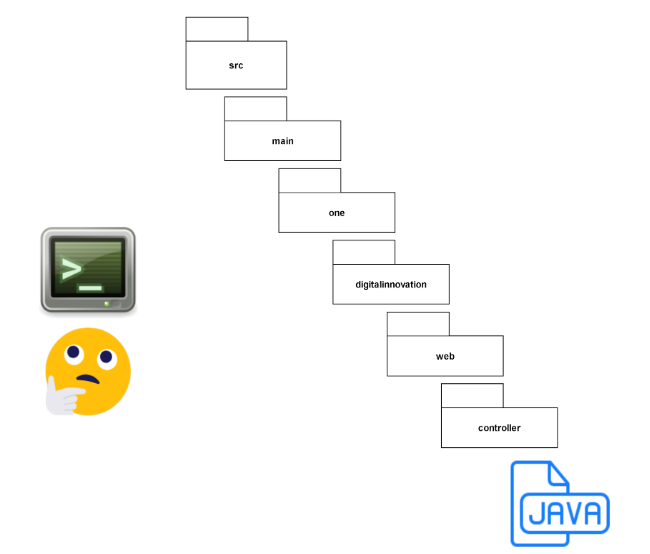 src
main
one
digitalinnovation
web
controller
>_
JAVA